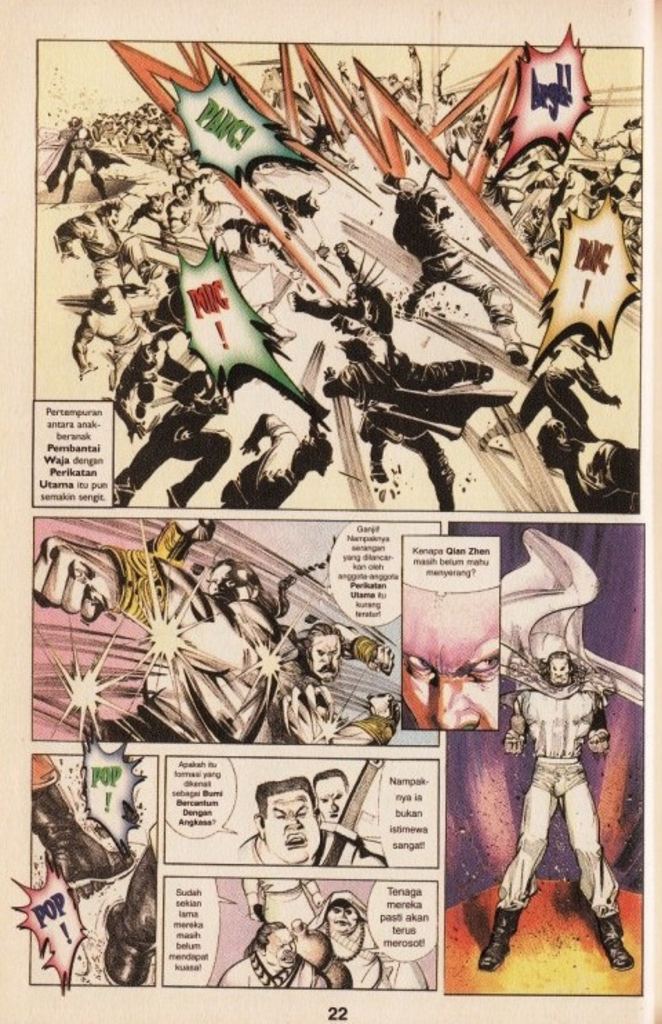 PANG!
Argh!
PANG
!
PANG
!
Pertempuran
antara anak-
beranak
Pembantai
Waja dengan
Perikatan
Utama itu pun
semakin sengit.
Ganjil!
Nampaknya
serangan
yang dilancar-
kan oleh
anggota-anggota
Perikatan
Utama itu
kurang
teratur!
Kenapa Qian Zhen
masih belum mahu
menyerang?
POP
!
POP
!
Apakah itu
formasi yang
dikenali
sebagai Bumi
Bercantum
Dengan
Angkasa?
Nampak-
nya ia
bukan
istimewa
sangat!
Sudah
sekian
lama
mereka
masih
belum
mendapat
kuasa!
Tenaga
mereka
pasti akan
terus
merosot!
22